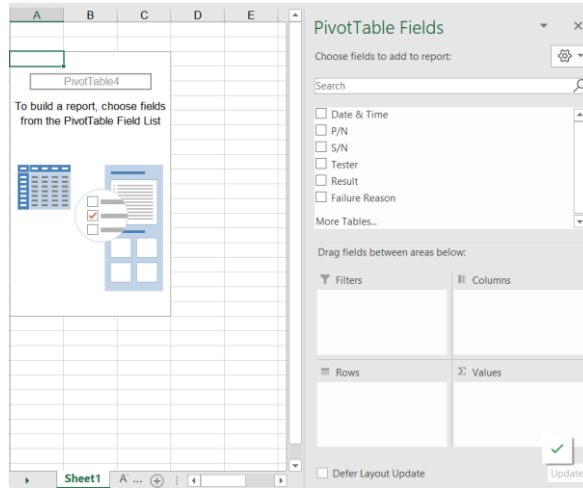 A B C D E
PivotTable4
To build a report, choose fields
from the PivotTable Field List
Sheet1 A ...
PivotTable Fields
Choose fields to add to report:
Search
Date & Time
P/N
S/N
Tester
Result
Failure Reason
More Tables...
Drag fields between areas below:
Filters
Columns
Rows
Σ Values
Defer Layout Update
Update